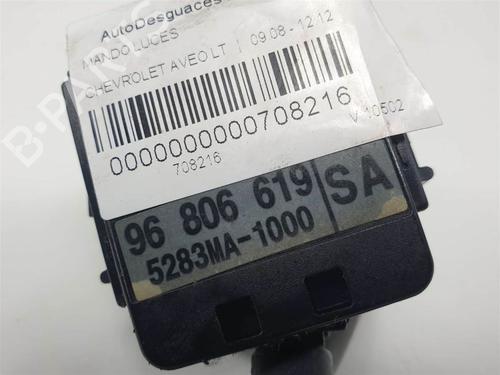 AutoDesguaces
MANDO LUCES
CHEVROLET AVEO LT | 09.08 - 12.12
0000000000708216
708216
V 10502
96 806 619 SA
5283MA-1000
B-PARTS